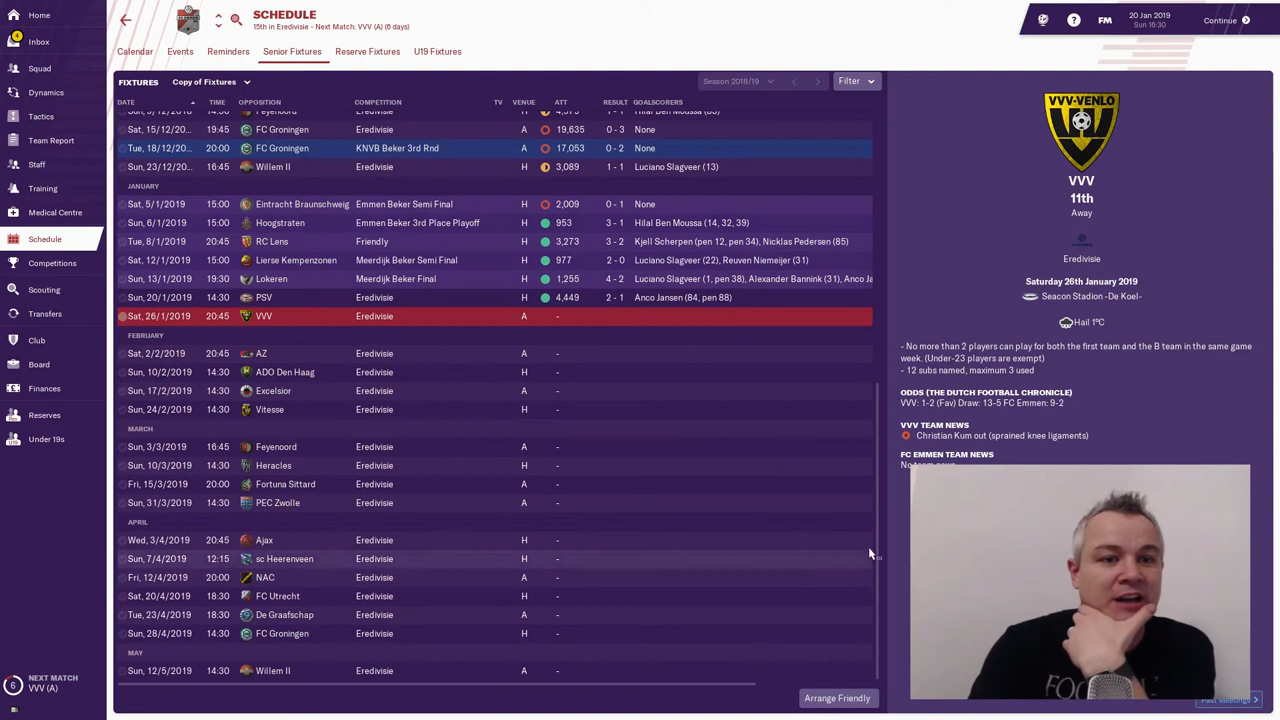 Home
4
Inbox
Squad
Dynamics
Tactics
Team Report
Staff
Training
Medical Centre
Schedule
Competitions
Scouting
Transfers
Club
Board
Finances
Reserves
Under 19s
6
NEXT MATCH
VVV (A)
SCHEDULE
15th in Eredivisie - Next Match: VVV (A) (6 days)
? FM 20 Jan 2019
Sun 16:30
Continue
Calendar Events Reminders Senior Fixtures Reserve Fixtures U19 Fixtures
FIXTURES Copy of Fixtures Season 2018/19 Filter
DATE TIME OPPOSITION COMPETITION TV VENUE ATT RESULT GOALSCORERS
Sat, 15/12/20... 19:45 FC Groningen Eredivisie A 19,635 0 - 3 None
Tue, 18/12/20... 20:00 FC Groningen KNVB Beker 3rd Rnd A 17,053 0 - 2 None
Sun, 23/12/20... 16:45 Willem II Eredivisie H 3,089 1 - 1 Luciano Slagveer (13)
JANUARY
Sat, 5/1/2019 15:00 Eintracht Braunschweig Emmen Beker Semi Final H 2,009 0 - 1 None
Sun, 6/1/2019 15:00 Hoogstraten Emmen Beker 3rd Place Playoff H 953 3 - 1 Hilal Ben Moussa (14, 32, 39)
Tue, 8/1/2019 20:45 RC Lens Friendly H 3,273 3 - 2 Kjell Scherpen (pen 12, pen 34), Nicklas Pedersen (85)
Sat, 12/1/2019 15:00 Lierse Kempenzonen Meerdijk Beker Semi Final H 977 2 - 0 Luciano Slagveer (22), Reuven Niemeijer (31)
Sun, 13/1/2019 19:30 Lokeren Meerdijk Beker Final H 1,255 4 - 2 Luciano Slagveer (1, pen 38), Alexander Bannink (31), Anco Ja
Sun, 20/1/2019 14:30 PSV Eredivisie H 4,449 2 - 1 Anco Jansen (84, pen 88)
Sat, 26/1/2019 20:45 VVV Eredivisie A -
FEBRUARY
Sat, 2/2/2019 20:45 AZ Eredivisie A -
Sun, 10/2/2019 14:30 ADO Den Haag Eredivisie H -
Sun, 17/2/2019 14:30 Excelsior Eredivisie A -
Sun, 24/2/2019 14:30 Vitesse Eredivisie H -
MARCH
Sun, 3/3/2019 16:45 Feyenoord Eredivisie A -
Sun, 10/3/2019 14:30 Heracles Eredivisie H -
Fri, 15/3/2019 20:00 Fortuna Sittard Eredivisie A -
Sun, 31/3/2019 14:30 PEC Zwolle Eredivisie A -
APRIL
Wed, 3/4/2019 20:45 Ajax Eredivisie H -
Sun, 7/4/2019 12:15 sc Heerenveen Eredivisie H -
Fri, 12/4/2019 20:00 NAC Eredivisie A -
Sat, 20/4/2019 18:30 FC Utrecht Eredivisie H -
Tue, 23/4/2019 18:30 De Graafschap Eredivisie A -
Sun, 28/4/2019 14:30 FC Groningen Eredivisie H -
MAY
Sun, 12/5/2019 14:30 Willem II Eredivisie A -
Arrange Friendly
VVV-VENLO
VVV
11th
Away
Eredivisie
Saturday 26th January 2019
Seacon Stadion -De Koel-
Hail 1°C
- No more than 2 players can play for both the first team and the B team in the same game
week. (Under-23 players are exempt)
- 12 subs named, maximum 3 used
ODDS (THE DUTCH FOOTBALL CHRONICLE)
VVV: 1-2 (Fav) Draw: 13-5 FC Emmen: 9-2
VVV TEAM NEWS
Christian Kum out (sprained knee ligaments)
FC EMMEN TEAM NEWS
Past Meetings